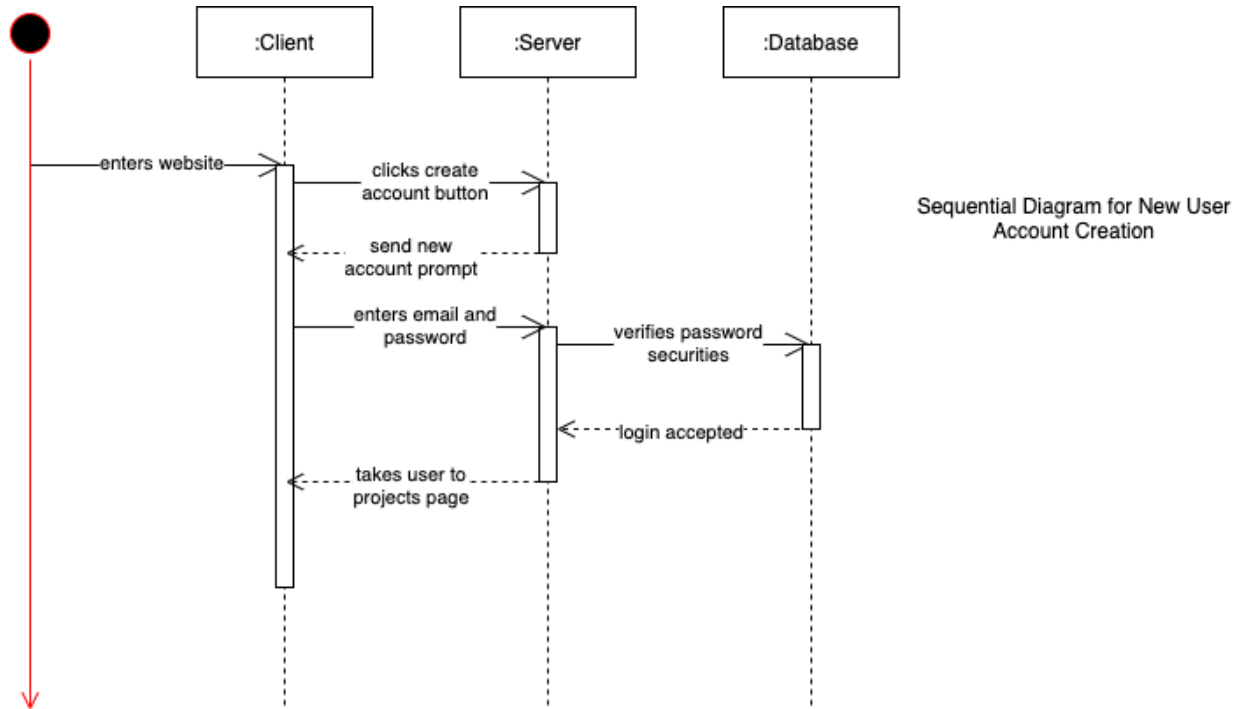 :Client
:Server
:Database
enters website
clicks create
account button
send new
account prompt
Sequential Diagram for New User
Account Creation
enters email and
password
verifies password
securities
login accepted
takes user to
projects page